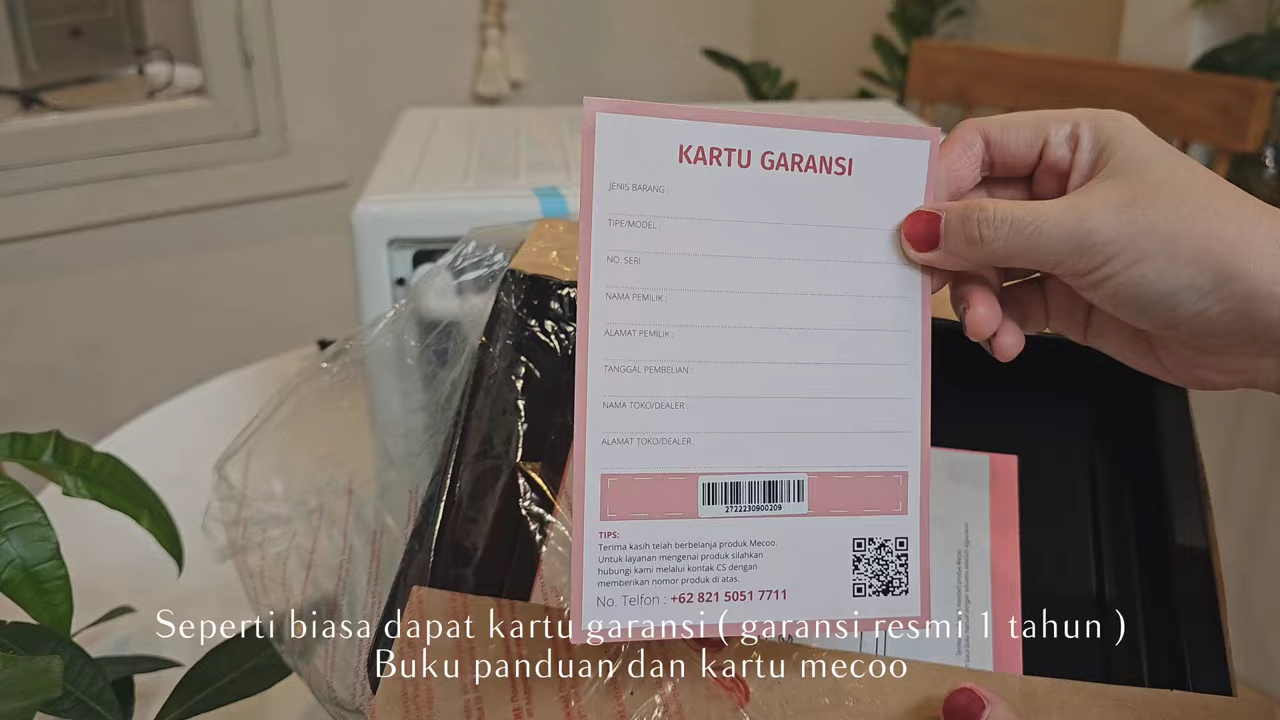 KARTU GARANSI
JENIS BARANG :
TIPE/MODEL :
NO. SERI
NAMA PEMILIK :
ALAMAT PEMILIK :
TANGGAL PEMBELIAN :
NAMA TOKO/DEALER :
ALAMAT TOKO/DEALER :
2722230900209
TIPS:
Terima kasih telah berbelanja produk Mecoo.
Untuk layanan mengenai produk silahkan
hubungi kami melalui kontak CS dengan
memberikan nomor produk di atas.
No. Telfon : +62 821 5051 7711
Seperti biasa dapat kartu garansi ( garansi resmi 1 tahun )
Buku panduan dan kartu mecoo